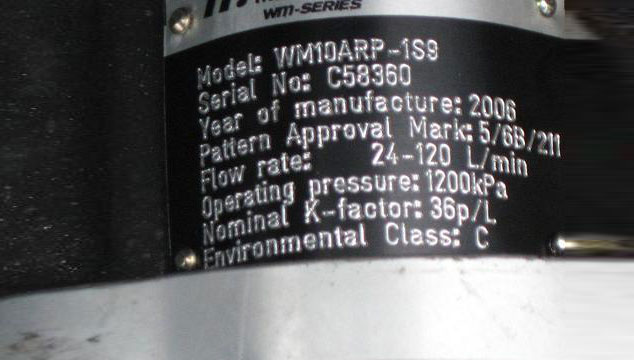 WM-SERIES
Model: WM10ARP-1S9
Serial No: C58360
Year of manufacture: 2006
Pattern Approval Mark: 5/6B/211
Flow rate: 24-120 L/min
Operating pressure: 1200kPa
Nominal K-factor: 36p/L
Environmental Class: C